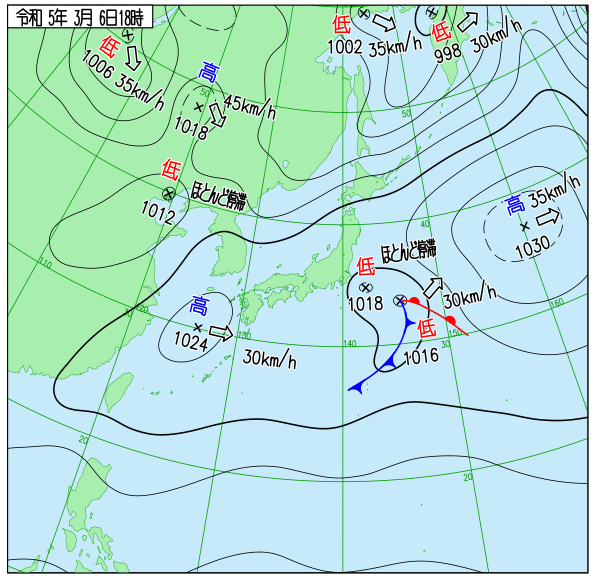 令和 5年 3月 6日18時
低
1006 35km/h
高
1018
45km/h
低
1002 35km/h
低
998 30km/h
低
ほとんど停滞
1012
高
35km/h
1030
低
ほとんど停滞
1018
30km/h
低
1016
高
1024
30km/h
50
50
40
110
120
130
140
30
150
160
20
20